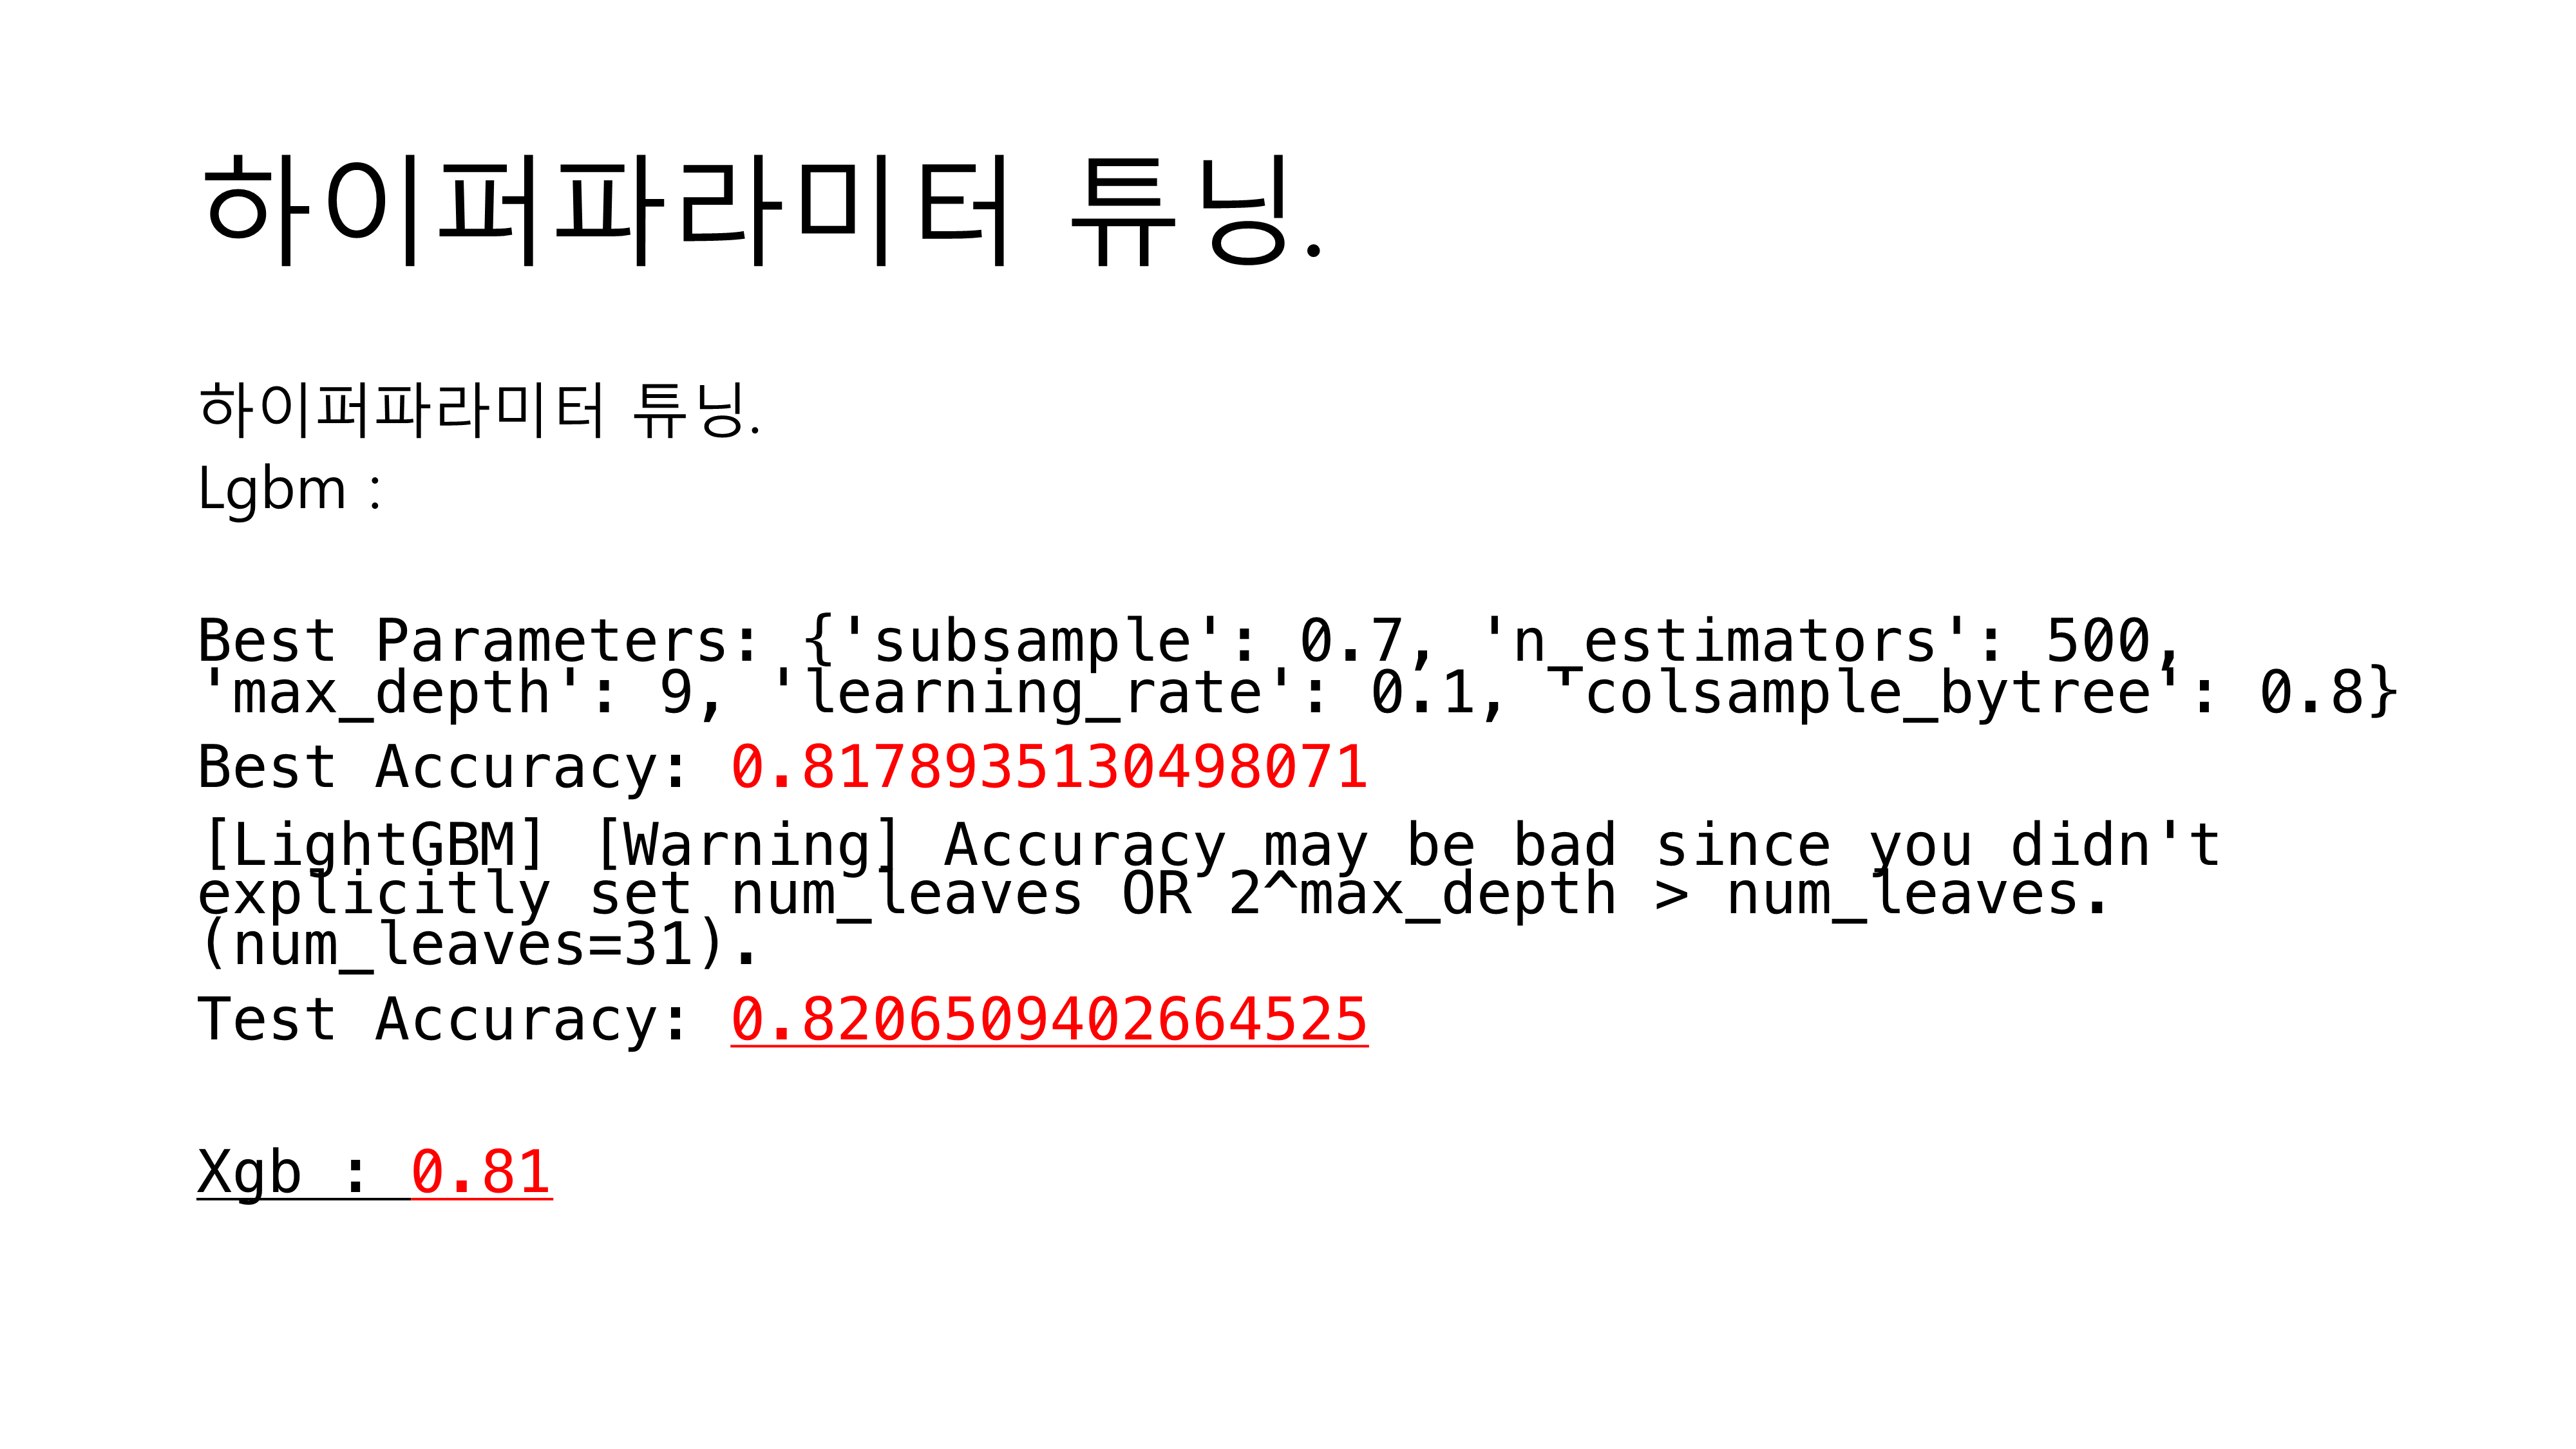 하이퍼파라미터 튜닝.
하이퍼파라미터 튜닝.
Lgbm :
Best Parameters: {'subsample': 0.7, 'n_estimators': 500,
'max_depth': 9, 'learning_rate': 0.1, 'colsample_bytree': 0.8}
Best Accuracy: 0.8178935130498071
[LightGBM] [Warning] Accuracy may be bad since you didn't
explicitly set num_leaves OR 2^max_depth > num_leaves.
(num_leaves=31).
Test Accuracy: 0.8206509402664525
Xgb : 0.81